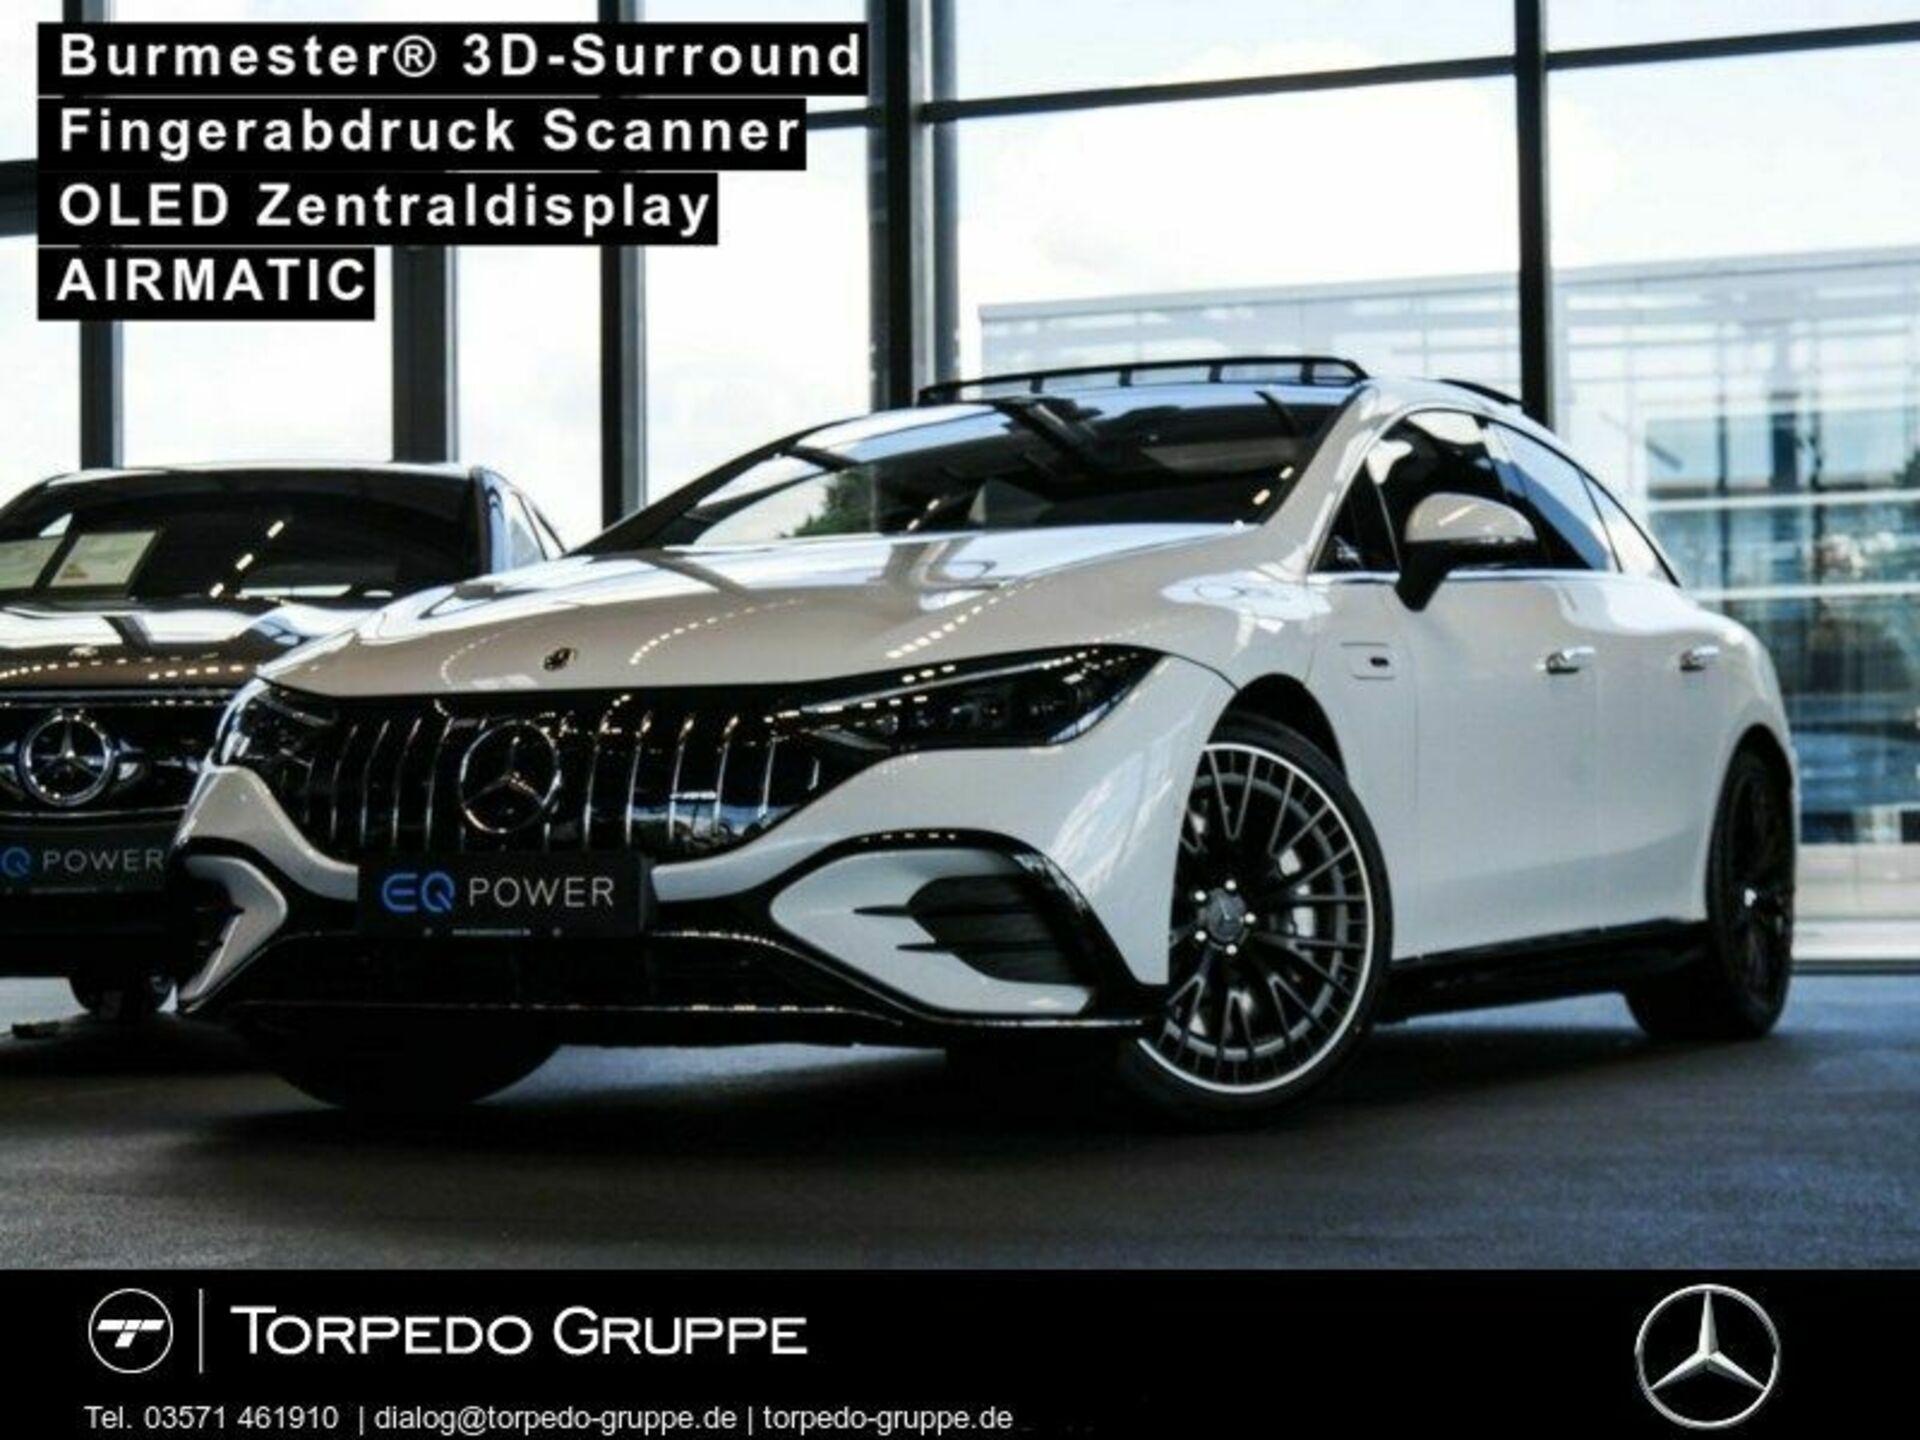 Burmester® 3D-Surround
Fingerabdruck Scanner
OLED Zentraldisplay
AIRMATIC
EQ POWER
EQ POWER
TORPEDO GRUPPE
Tel. 03571 461910 | dialog@torpedo-gruppe.de | torpedo-gruppe.de